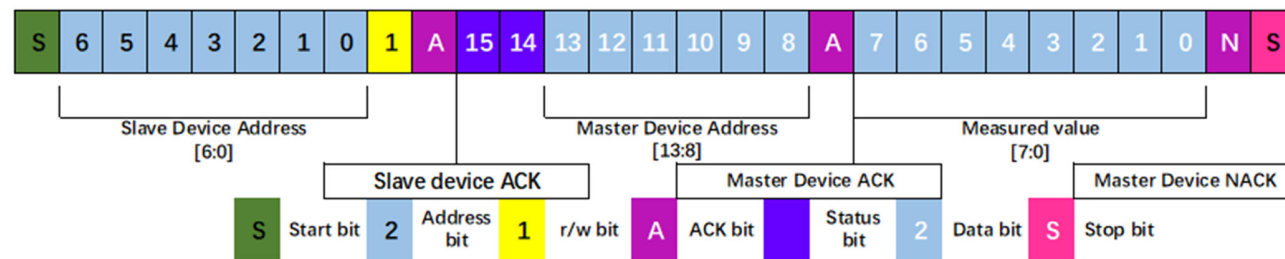 S 6 5 4 3 2 1 0 1 A 15 14 13 12 11 10 9 8 A 7 6 5 4 3 2 1 0 N S
Slave Device Address Master Device Address Measured value
[6:0] [13:8] [7:0]
Slave device ACK Master Device ACK Master Device NACK
S Start bit 2 Address bit 1 r/w bit A ACK bit Status bit 2 Data bit S Stop bit